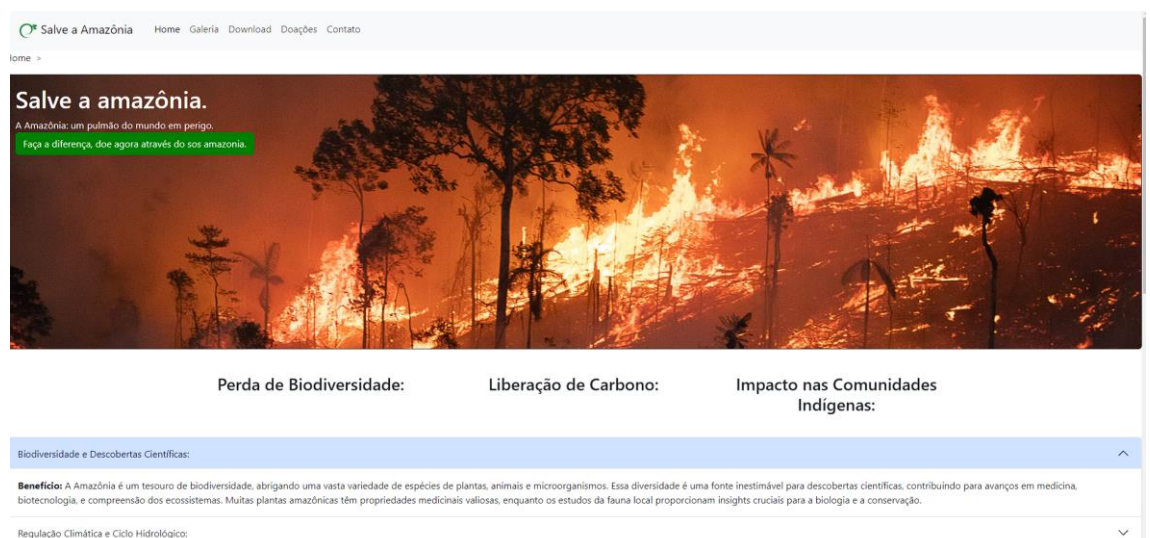 Salve a Amazônia Home Galeria Download Doações Contato
ome >
Salve a amazônia.
A Amazônia: um pulmão do mundo em perigo.
Faça a diferença, doe agora através do sos amazonia.
Perda de Biodiversidade:
Liberação de Carbono:
Impacto nas Comunidades
Indígenas:
Biodiversidade e Descobertas Científicas:
Benefício: A Amazônia é um tesouro de biodiversidade, abrigando uma vasta variedade de espécies de plantas, animais e microorganismos. Essa diversidade é uma fonte inestimável para descobertas científicas, contribuindo para avanços em medicina,
biotecnologia, e compreensão dos ecossistemas. Muitas plantas amazônicas têm propriedades medicinais valiosas, enquanto os estudos da fauna local proporcionam insights cruciais para a biologia e a conservação.
Regulação Climática e Ciclo Hidrológico: